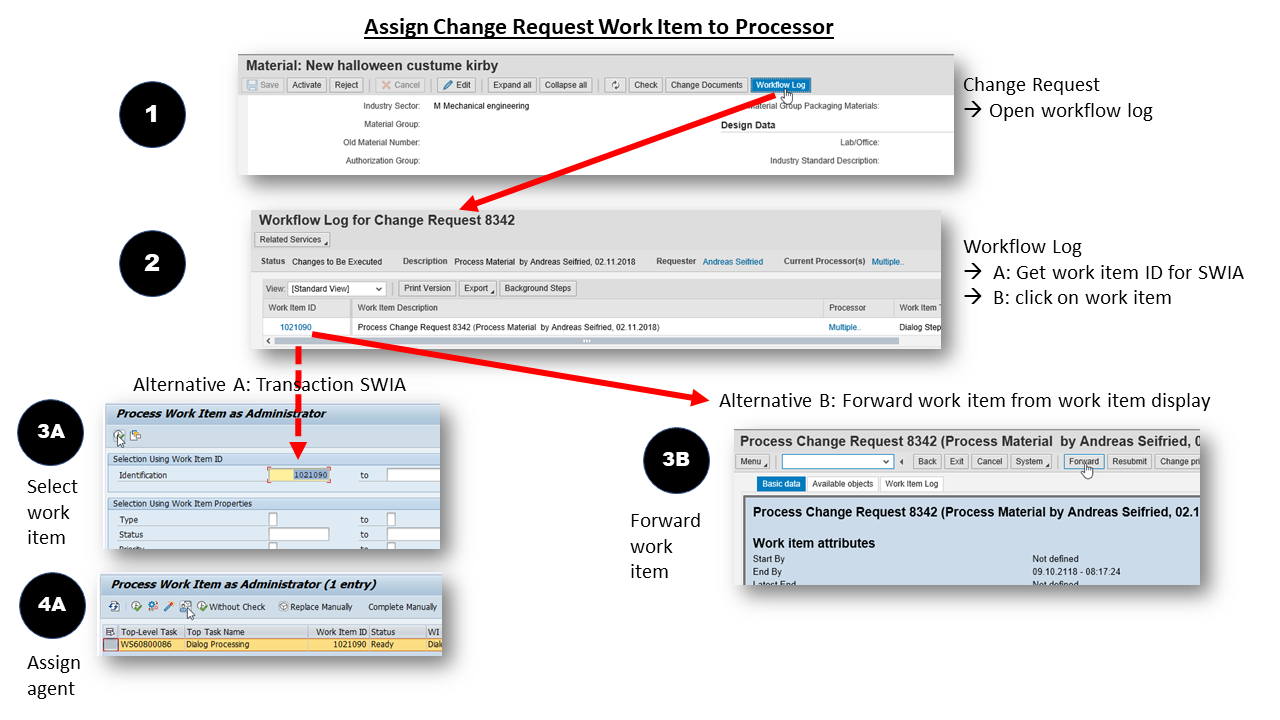 Assign Change Request Work Item to Processor
1
Material: New halloween custume kirby
Save Activate Reject Cancel Edit Expand all Collapse all Check Change Documents Workflow Log
Industry Sector: M Mechanical engineering
Material Group Packaging Materials:
Material Group:
Design Data
Old Material Number:
Lab/Office:
Authorization Group:
Industry Standard Description:
Change Request
→ Open workflow log
2
Workflow Log for Change Request 8342
Related Services
Status Changes to Be Executed Description Process Material by Andreas Seifried, 02.11.2018 Requester Andreas Seifried Current Processor(s) Multiple..
View: [Standard View] Print Version Export Background Steps
Work Item ID Work Item Description Processor Work Item T
1021090 Process Change Request 8342 (Process Material by Andreas Seifried, 02.11.2018) Multiple.. Dialog Step
Workflow Log
→ A: Get work item ID for SWIA
→ B: click on work item
Alternative A: Transaction SWIA
3A
Select
work
item
Process Work Item as Administrator
Selection Using Work Item ID
Identification 1021090 to
Selection Using Work Item Properties
Type to
Status to
Priority to
4A
Assign
agent
Process Work Item as Administrator (1 entry)
Without Check Replace Manually Complete Manually
Top-Level Task Top Task Name Work Item ID Status WI
WS60800086 Dialog Processing 1021090 Ready Dial
Alternative B: Forward work item from work item display
3B
Forward
work
item
Process Change Request 8342 (Process Material by Andreas Seifried, 0
Menu Back Exit Cancel System Forward Resubmit Change pri
Basic data Available objects Work Item Log
Process Change Request 8342 (Process Material by Andreas Seifried, 02.1
Work item attributes
Start By Not defined
End By 09.10.2118 - 08:17:24
Latest End Not defined